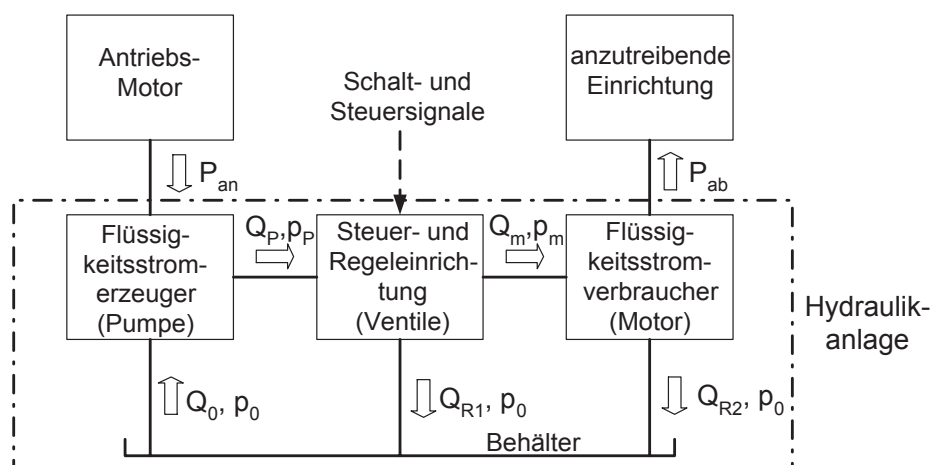 Antriebs-
Motor
Schalt- und
Steuersignale
anzutreibende
Einrichtung
P_an
P_ab
Flüssig-
keitsstrom-
erzeuger
(Pumpe)
Q_P,p_P
Steuer- und
Regeleinrich-
tung
(Ventile)
Q_m,p_m
Flüssig-
keitsstrom-
verbraucher
(Motor)
Hydraulik-
anlage
Q_0, p_0
Q_R1, p_0
Q_R2, p_0
Behälter